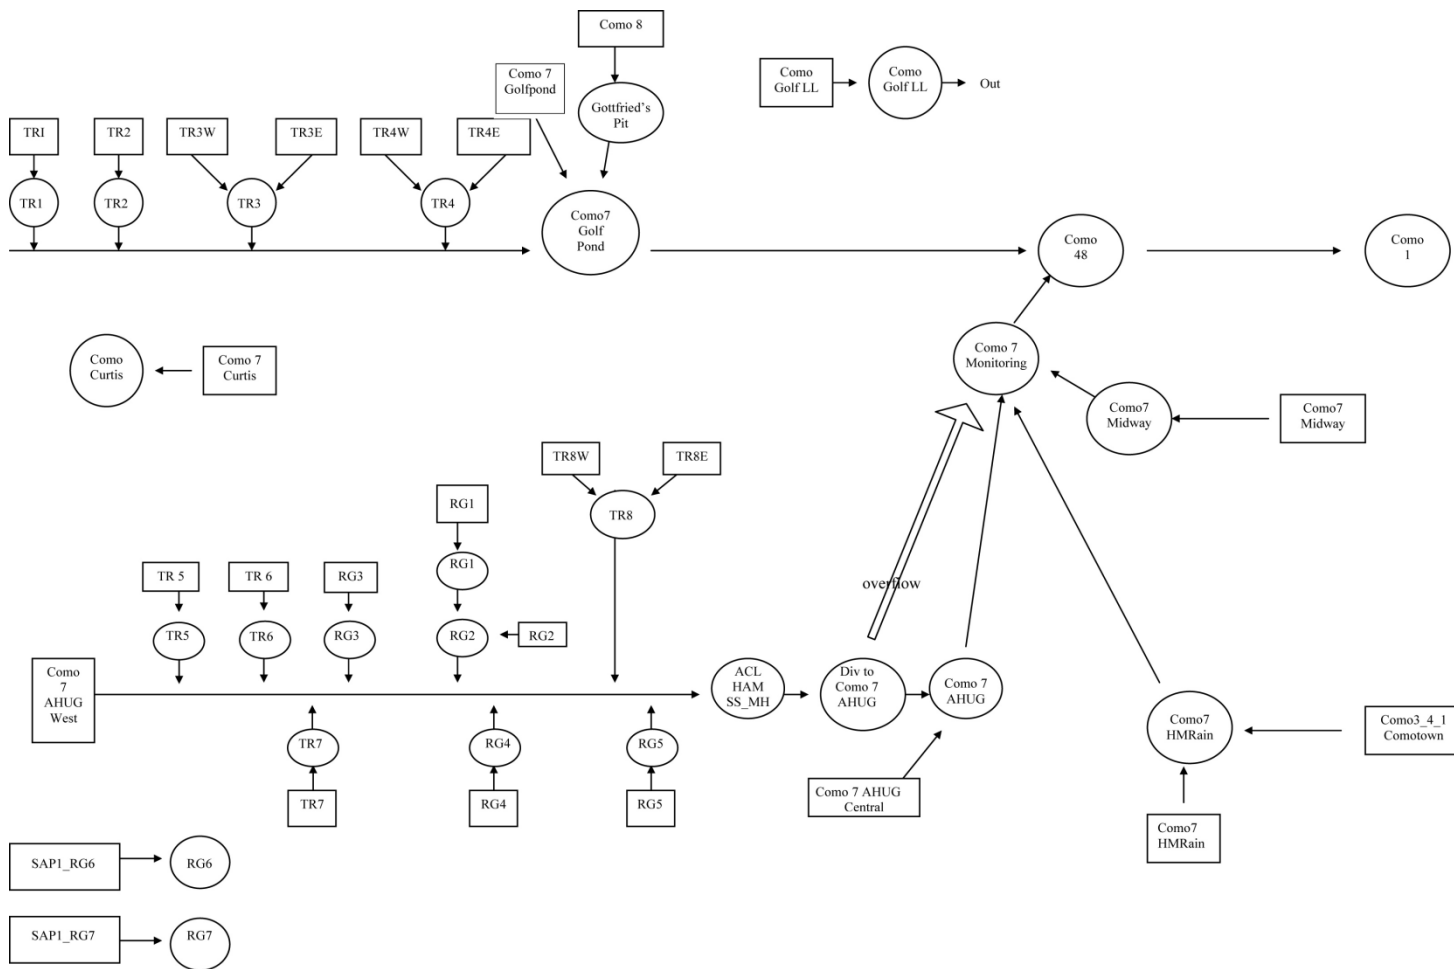 Como 8
Como 7
Golfpond
Gottfried's
Pit
Como
Golf LL
Como
Golf LL
Out
TRI
TR2
TR3W
TR3E
TR4W
TR4E
TR1
TR2
TR3
TR4
Como7
Golf
Pond
Como
48
Como
1
Como
Curtis
Como 7
Curtis
Como 7
Monitoring
Como7
Midway
Como7
Midway
TR8W
TR8E
TR8
RG1
RG1
TR 5
TR 6
RG3
TR5
TR6
RG3
RG2
RG2
overflow
Como
7
AHUG
West
ACL
HAM
SS_MH
Div to
Como 7
AHUG
Como 7
AHUG
TR7
RG4
RG5
TR7
RG4
RG5
Como 7 AHUG
Central
Como7
HMRain
Como3_4_1
Comotown
Como7
HMRain
SAP1_RG6
RG6
SAP1_RG7
RG7